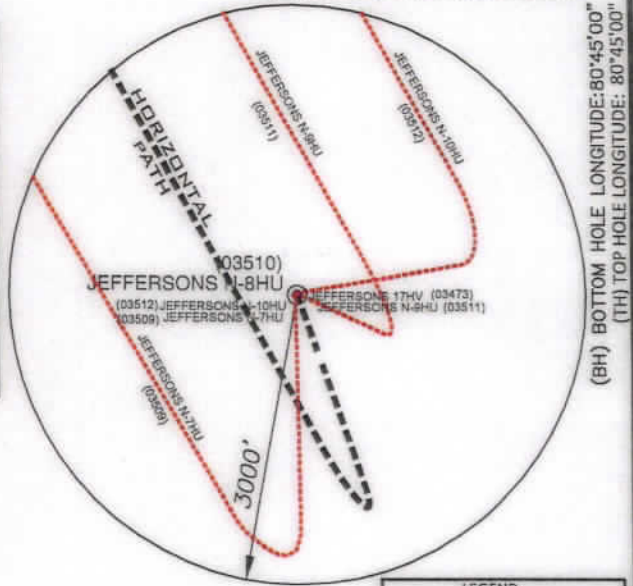 JEFFERSONS N-9HU
(03511)
JEFFERSONS N-10HU
(03512)
HORIZONTAL
PATH
(03510)
JEFFERSONS N-8HU
(03512) JEFFERSONS N-10HU
(03509) JEFFERSONS N-7HU
JEFFERSONS 17HV (03473)
JEFFERSONS N-9HU (03511)
JEFFERSONS N-7HU
(03509)
3000'
(BH) BOTTOM HOLE LONGITUDE: 80°45'00"
(TH) TOP HOLE LONGITUDE: 80°45'00"
LEGEND